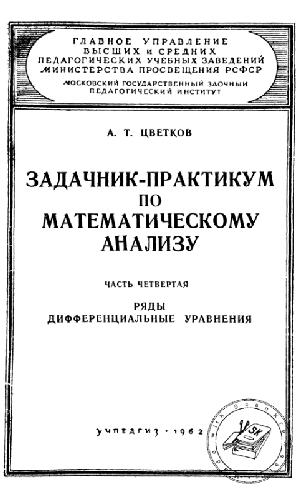 ГЛАВНОЕ УПРАВЛЕНИЕ
ВЫСШИХ и СРЕДНИХ
ПЕДАГОГИЧЕСКИХ УЧЕБНЫХ ЗАВЕДЕНИЙ
МИНИСТЕРСТВА ПРОСВЕЩЕНИЯ РСФСР
МОСКОВСКИЙ ГОСУДАРСТВЕННЫЙ ЗАОЧНЫЙ
ПЕДАГОГИЧЕСКИЙ ИНСТИТУТ
А. Т. ЦВЕТКОВ
ЗАДАЧНИК-ПРАКТИКУМ
ПО
МАТЕМАТИЧЕСКОМУ
АНАЛИЗУ
ЧАСТЬ ЧЕТВЕРТАЯ
РЯДЫ
ДИФФЕРЕНЦИАЛЬНЫЕ УРАВНЕНИЯ
УЧПЕДГИЗ · 1962